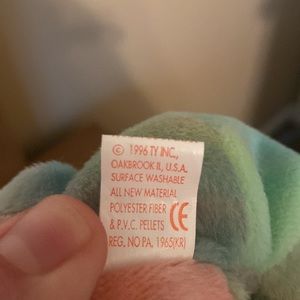 © 1996 TY INC.,
OAKBROOK IL, U.S.A.
SURFACE WASHABLE
ALL NEW MATERIAL
POLYESTER FIBER
& P.V.C. PELLETS CE
REG. NO PA. 1965(KR)